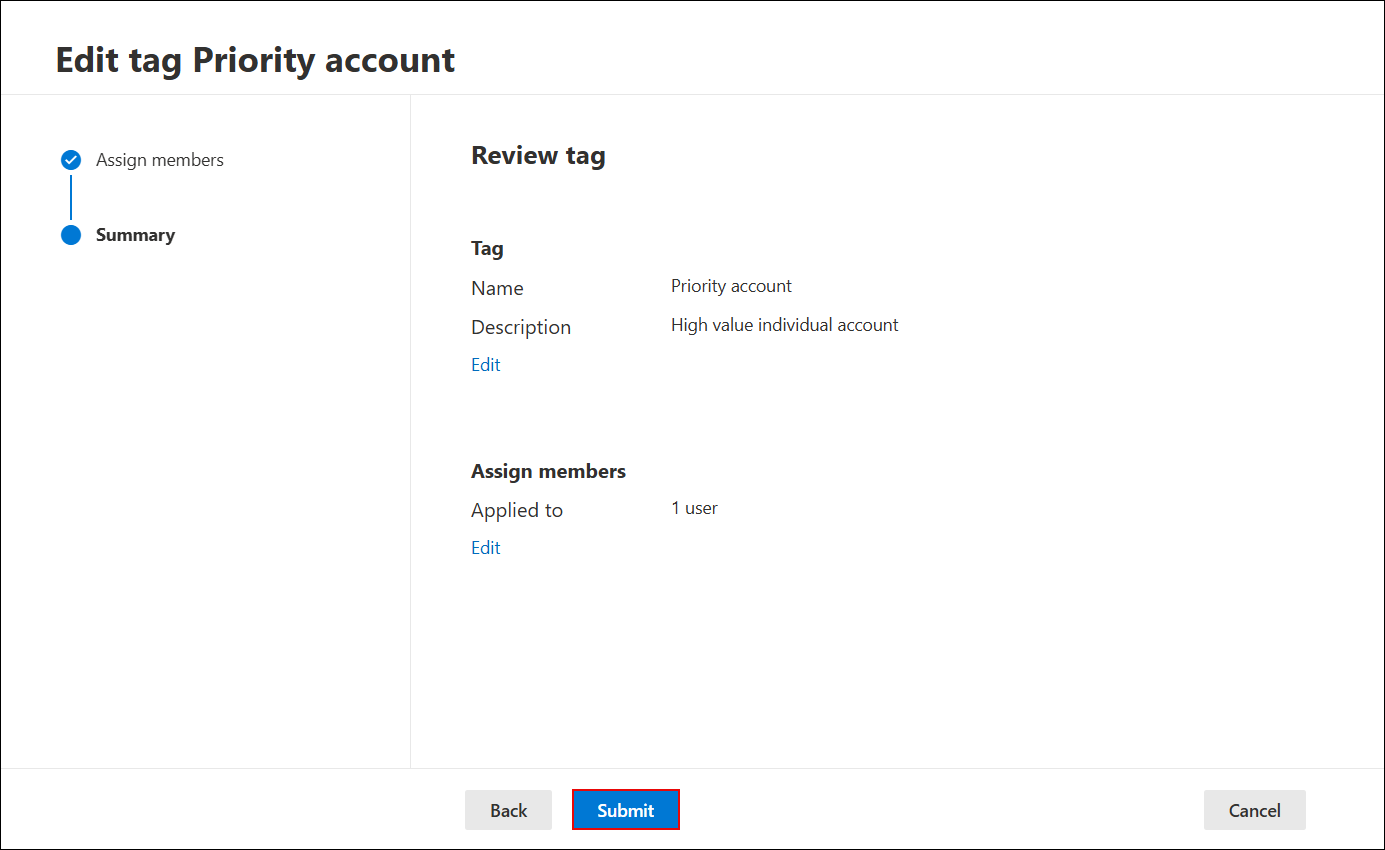 Edit tag Priority account
Assign members
Summary
Review tag
Tag
Name Priority account
Description High value individual account
Edit
Assign members
Applied to 1 user
Edit
Back Submit Cancel